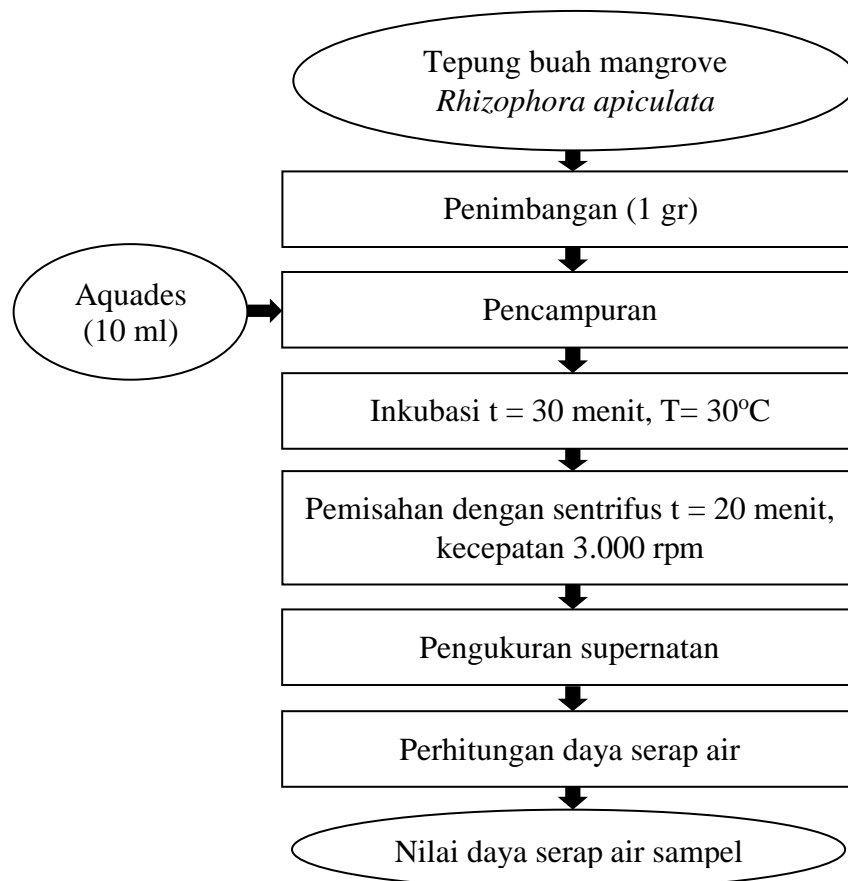 Tepung buah mangrove
Rhizophora apiculata
Penimbangan (1 gr)
Aquades
(10 ml)
Pencampuran
Inkubasi t = 30 menit, T= 30ºC
Pemisahan dengan sentrifus t = 20 menit,
kecepatan 3.000 rpm
Pengukuran supernatan
Perhitungan daya serap air
Nilai daya serap air sampel